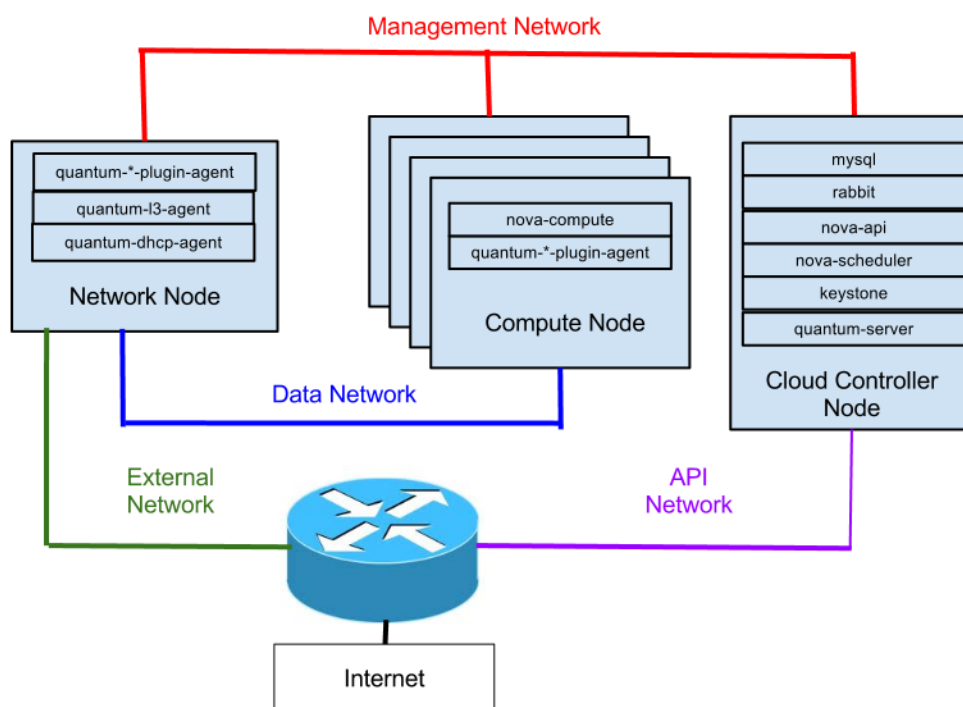 Management Network
quantum-*-plugin-agent
quantum-l3-agent
quantum-dhcp-agent
Network Node
nova-compute
quantum-*-plugin-agent
Compute Node
mysql
rabbit
nova-api
nova-scheduler
keystone
quantum-server
Cloud Controller
Node
Data Network
External
Network
API
Network
Internet